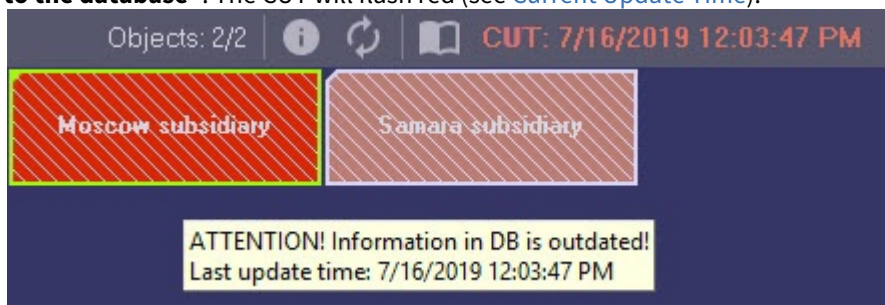 to the database". The CUT will flash red (see Current Update Time).
Objects: 2/2 CUT: 7/16/2019 12:03:47 PM
Moscow subsidiary Samara subsidiary
ATTENTION! Information in DB is outdated!
Last update time: 7/16/2019 12:03:47 PM